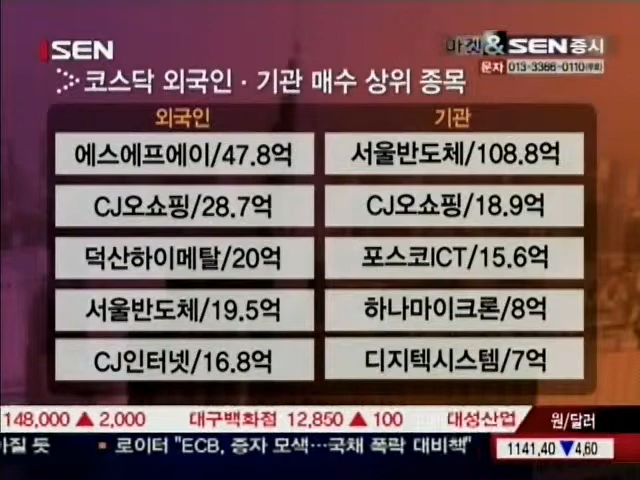 SEN
마켓&SEN증시
문자 013-3366-0110(유료)
코스닥 외국인·기관 매수 상위 종목
외국인
기관
에스에프에이/47.8억
서울반도체/108.8억
CJ오쇼핑/28.7억
CJ오쇼핑/18.9억
덕산하이메탈/20억
포스코ICT/15.6억
서울반도체/19.5억
하나마이크론/8억
CJ인터넷/16.8억
디지텍시스템/7억
148,000 ▲ 2,000 대구백화점 12,850 ▲ 100 대성산업
원/달러
듯 ▪ 로이터 "ECB, 증자 모색…국채 폭락 대비책"
1141.40 ▼4.60